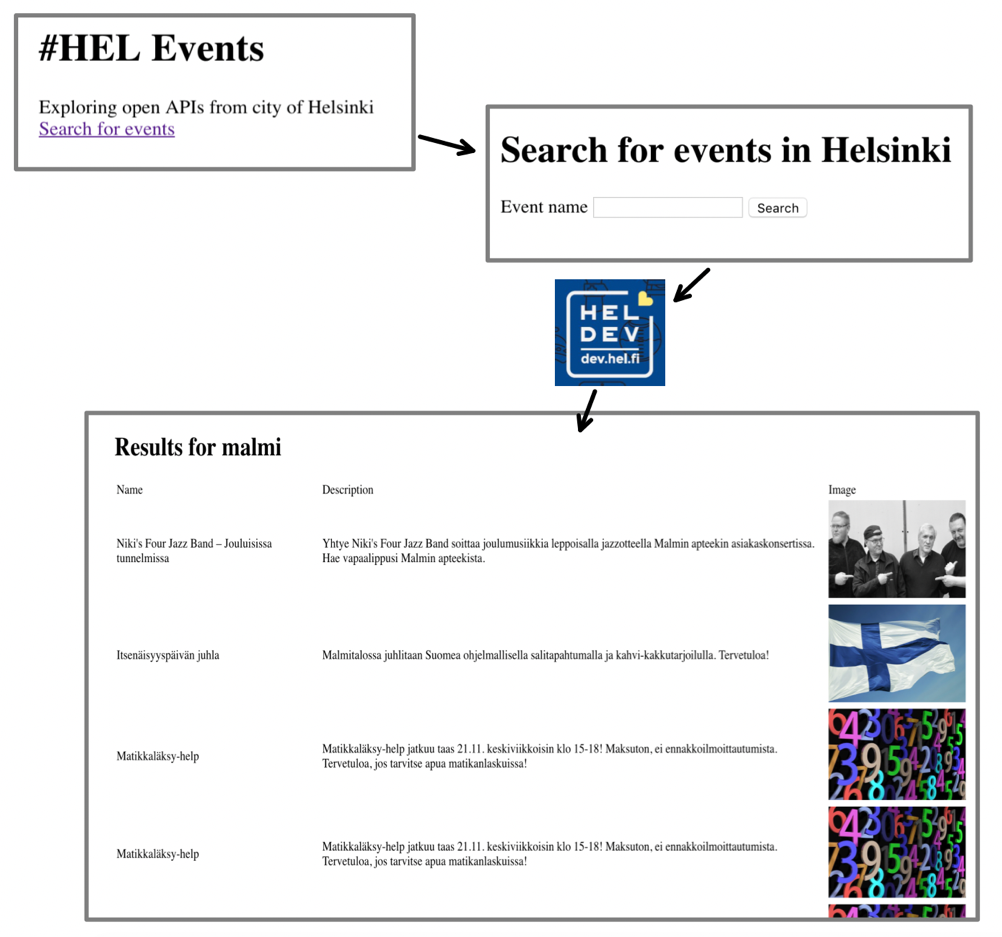 #HEL Events
Exploring open APIs from city of Helsinki
Search for events
Search for events in Helsinki
Event name Search
HEL
DEV
dev.hel.fi
Results for malmi
Name Description Image
Niki's Four Jazz Band – Jouluisissa
tunnelmissa
Yhtye Niki's Four Jazz Band soittaa joulumusiikkia leppoisalla jazzotteella Malmin apteekin asiakaskonsertissa.
Hae vapaalippusi Malmin apteekista.
Itsenäisyyspäivän juhla
Malmitalossa juhlitaan Suomea ohjelmallisella salitapahtumalla ja kahvi-kakkutarjoilulla. Tervetuloa!
Matikkaläksy-help
Matikkaläksy-help jatkuu taas 21.11. keskiviikkoisin klo 15-18! Maksuton, ei ennakkoilmoittautumista.
Tervetuloa, jos tarvitse apua matikanlaskuissa!
Matikkaläksy-help
Matikkaläksy-help jatkuu taas 21.11. keskiviikkoisin klo 15-18! Maksuton, ei ennakkoilmoittautumista.
Tervetuloa, jos tarvitse apua matikanlaskuissa!